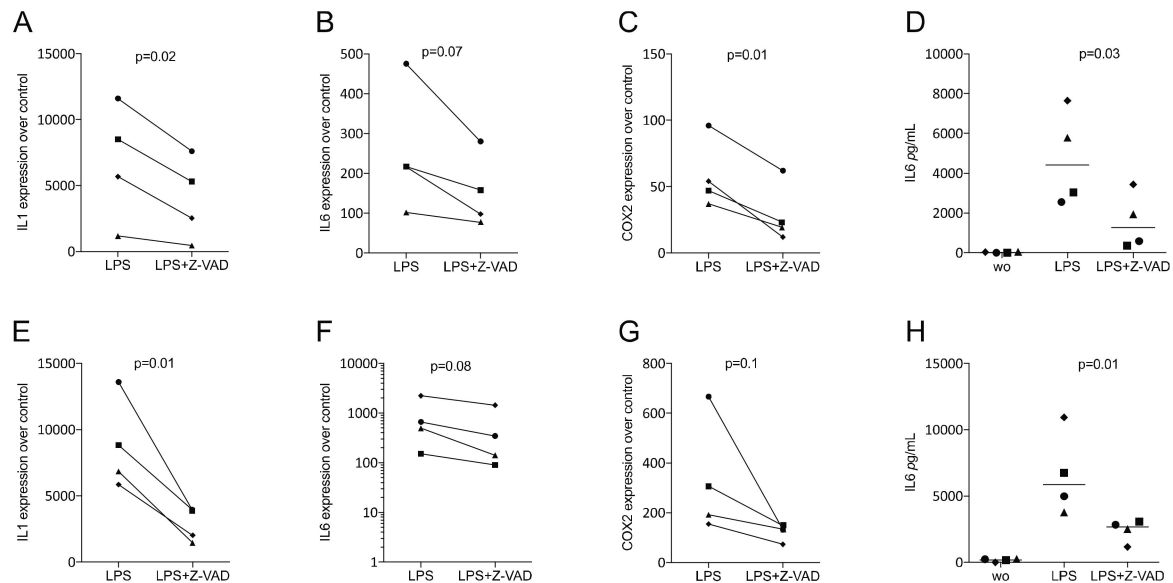 A
p=0.02
IL1 expression over control
15000
10000
5000
0
LPS
LPS+Z-VAD
B
p=0.07
IL6 expression over control
500
400
300
200
100
0
LPS
LPS+Z-VAD
C
p=0.01
COX2 expression over control
150
100
50
0
LPS
LPS+Z-VAD
D
p=0.03
IL6 pg/mL
10000
8000
6000
4000
2000
0
wo
LPS
LPS+Z-VAD
E
p=0.01
IL1 expression over control
15000
10000
5000
0
LPS
LPS+Z-VAD
F
p=0.08
IL6 expression over control
10000
1000
100
10
1
LPS
LPS+Z-VAD
G
p=0.1
COX2 expression over control
800
600
400
200
0
LPS
LPS+Z-VAD
H
p=0.01
IL6 pg/mL
15000
10000
5000
0
wo
LPS
LPS+Z-VAD